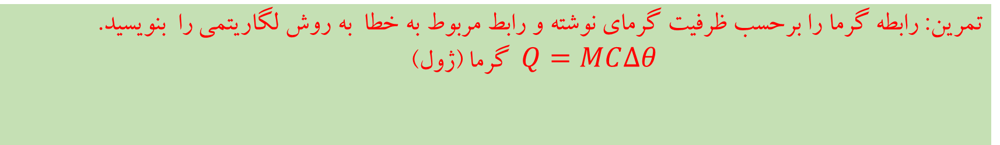 تمرین: رابطه گرما را برحسب ظرفیت گرمای نوشته و رابط مربوط به خطا به روش لگاریتمی را بنویسید.
گرما (ژول) Q = MCΔθ